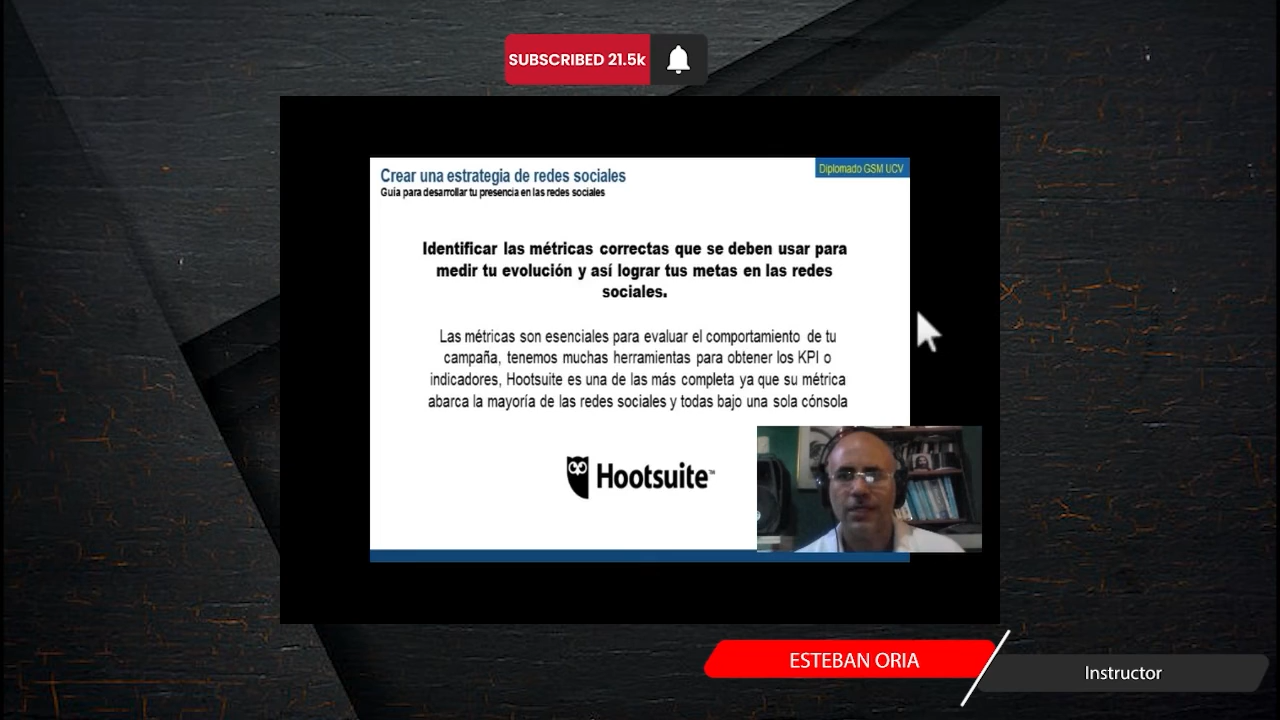 SUBSCRIBED 21.5k
Crear una estrategia de redes sociales
Diplomado GSM UCV
Guía para desarrollar tu presencia en las redes sociales
Identificar las métricas correctas que se deben usar para
medir tu evolución y así lograr tus metas en las redes
sociales.
Las métricas son esenciales para evaluar el comportamiento de tu
campaña, tenemos muchas herramientas para obtener los KPI o
indicadores, Hootsuite es una de las más completa ya que su métrica
abarca la mayoría de las redes sociales y todas bajo una sola cónsola
Hootsuite™
ESTEBAN ORIA
Instructor